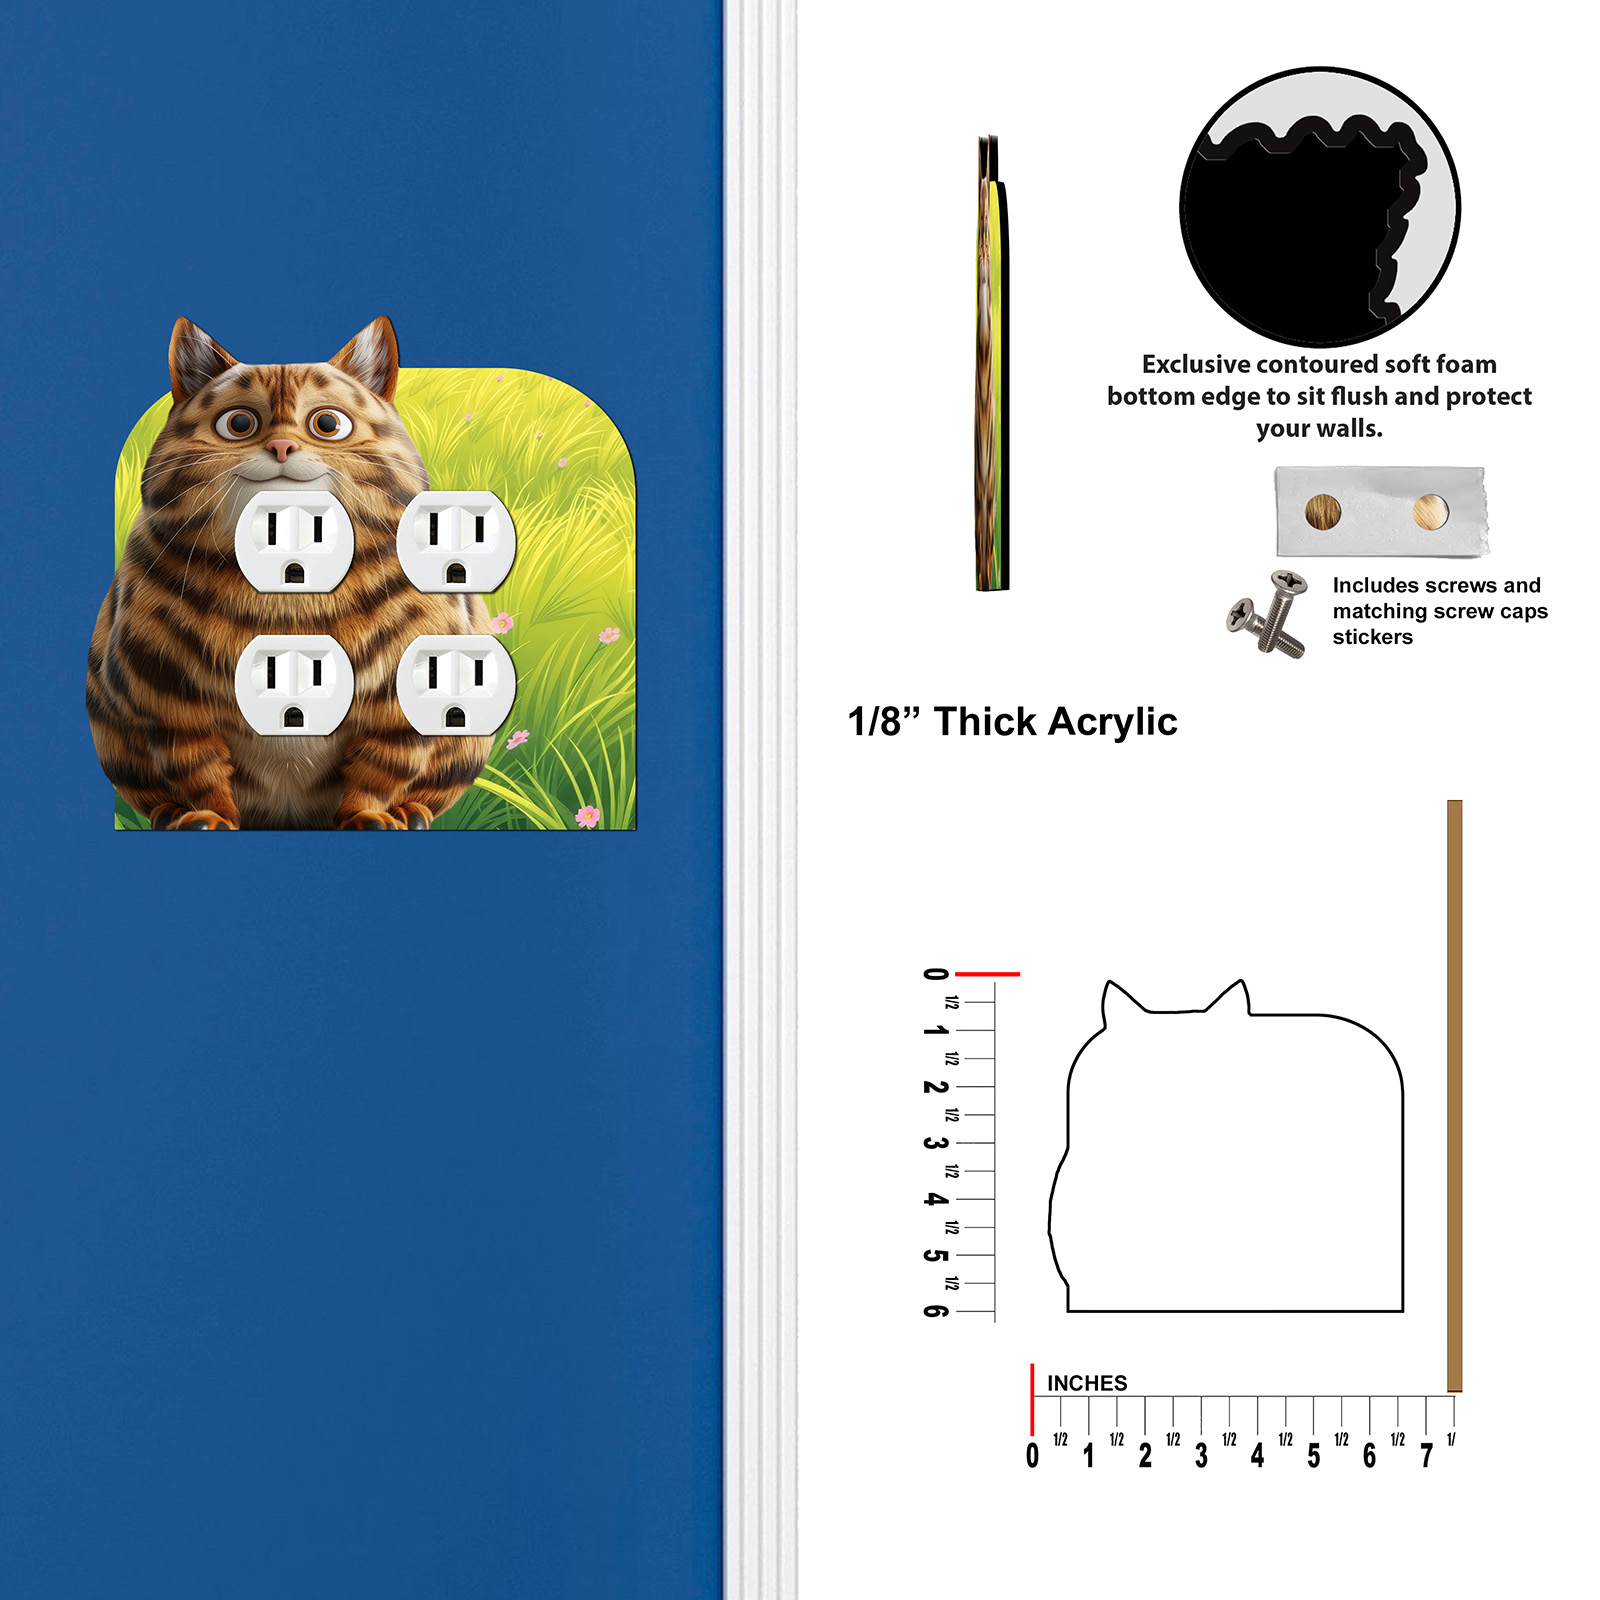 Exclusive contoured soft foam
bottom edge to sit flush and protect
your walls.
Includes screws and
matching screw caps
stickers
1/8” Thick Acrylic
0
1/2
1
1/2
2
1/2
3
1/2
4
1/2
5
1/2
6
INCHES
0 1/2 1 1/2 2 1/2 3 1/2 4 1/2 5 1/2 6 1/2 7 1/